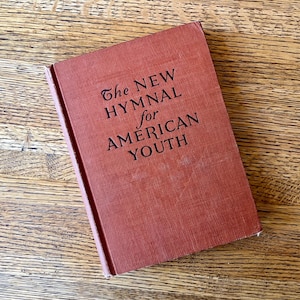 The NEW
HYMNAL
for
AMERICAN
YOUTH